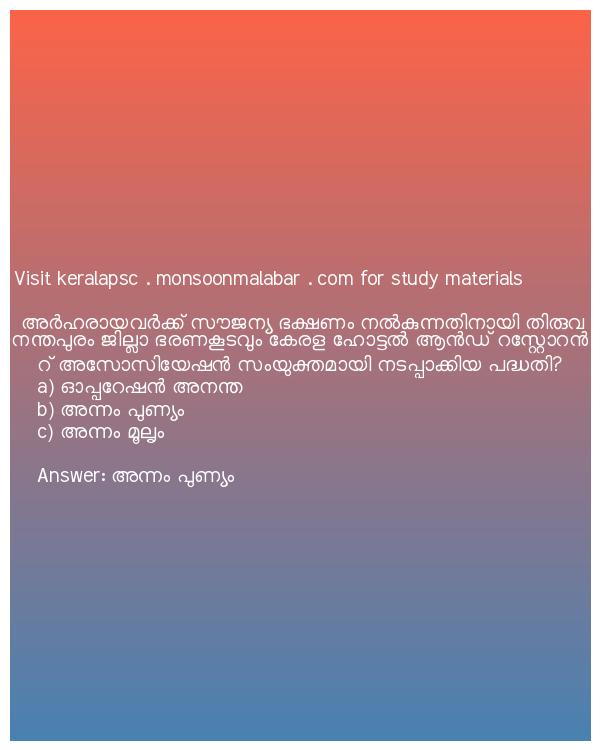 Visit keralapsc . monsoonmalabar . com for study materials
അർഹരായവർക്ക് സൗജന്യ ഭക്ഷണം നൽകുന്നതിനായി തിരുവ
നന്തപുരം ജില്ലാ ഭരണകൂടവും കേരള ഹോട്ടൽ ആൻഡ് റസ്റ്റോറൻ
റ് അസോസിയേഷൻ സംയുക്തമായി നടപ്പാക്കിയ പദ്ധതി?
a) ഓപ്പറേഷൻ അനന്ത
b) അന്നം പുണ്യം
c) അന്നം മൂല്യം
Answer: അന്നം പുണ്യം